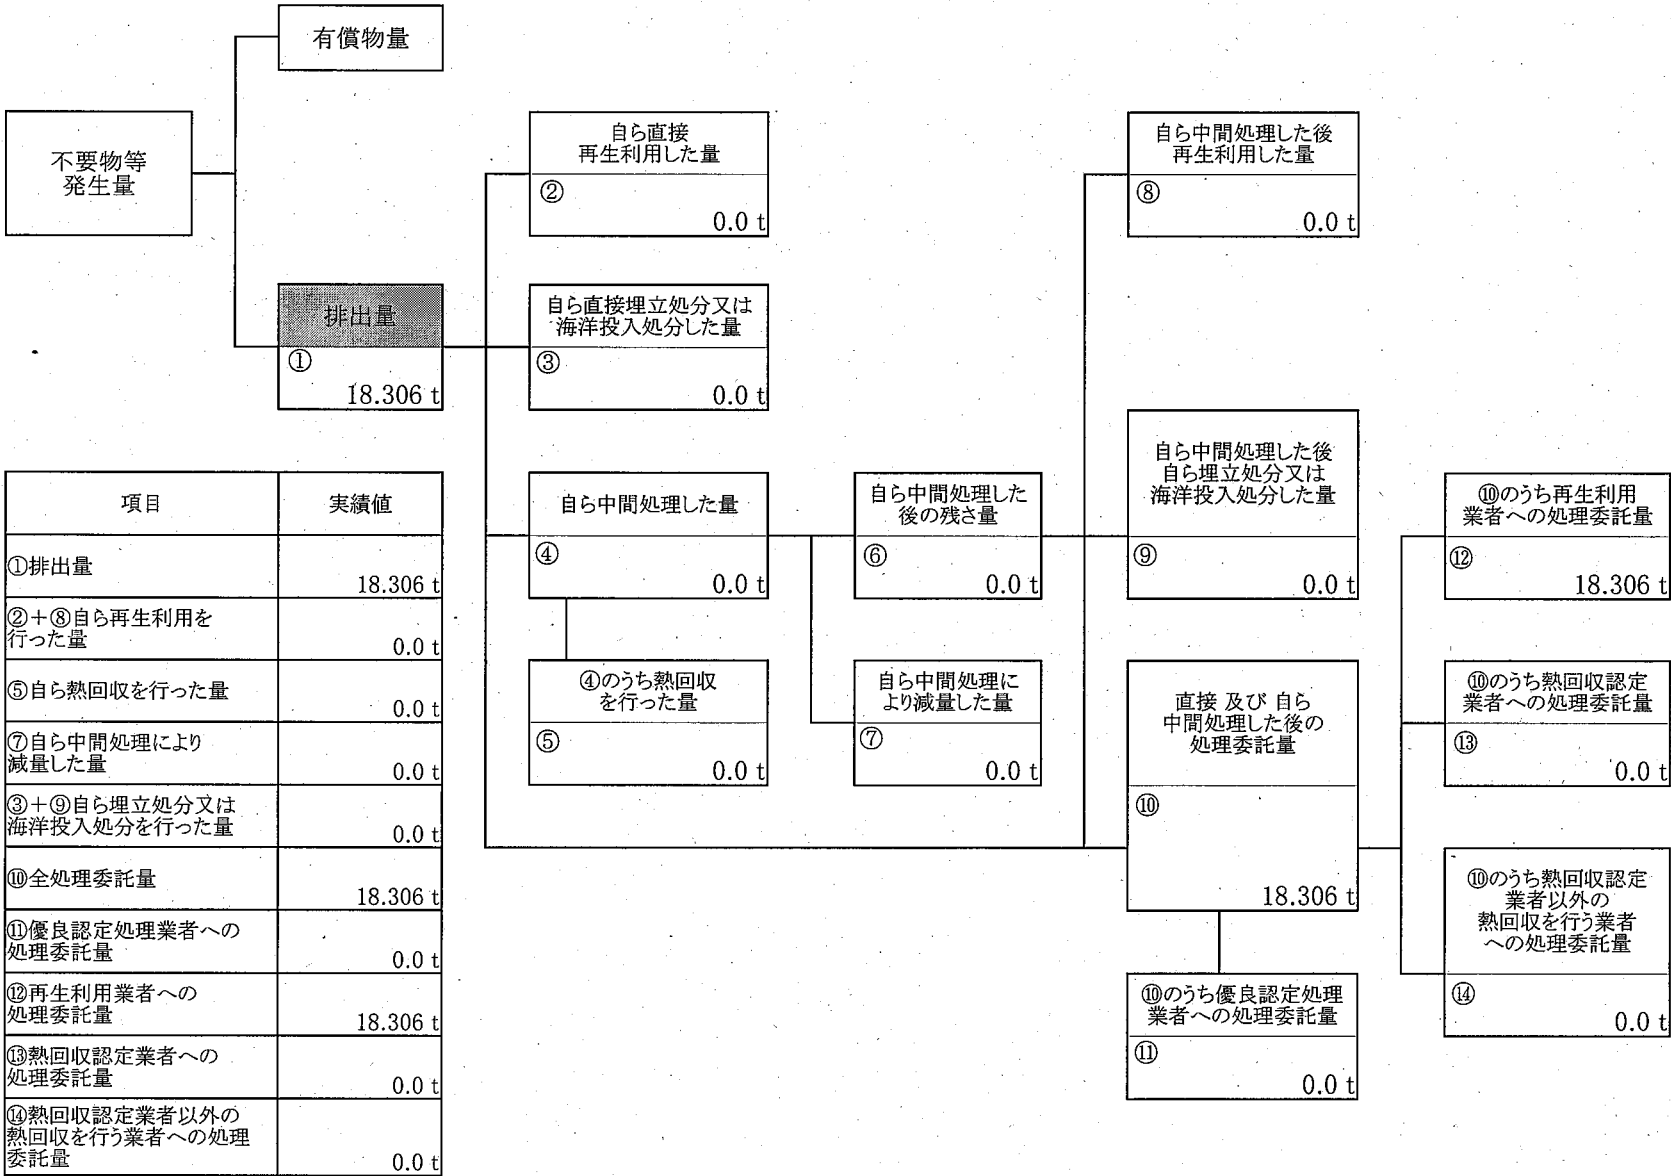 有償物量
不要物等
発生量
排出量
①
18.306 t
自ら直接
再生利用した量
②
0.0 t
自ら直接埋立処分又は
海洋投入処分した量
③
0.0 t
自ら中間処理した量
④
0.0 t
④のうち熱回収
を行った量
⑤
0.0 t
自ら中間処理した
後の残さ量
⑥
0.0 t
自ら中間処理に
より減量した量
⑦
0.0 t
自ら中間処理した後
再生利用した量
⑧
0.0 t
自ら中間処理した後
自ら埋立処分又は
海洋投入処分した量
⑨
0.0 t
直接 及び 自ら
中間処理した後の
処理委託量
⑩
18.306 t
⑩のうち優良認定処理
業者への処理委託量
⑪
0.0 t
⑩のうち再生利用
業者への処理委託量
⑫
18.306 t
⑩のうち熱回収認定
業者への処理委託量
⑬
0.0 t
⑩のうち熱回収認定
業者以外の
熱回収を行う業者
への処理委託量
⑭
0.0 t
項目 実績値
①排出量
18.306 t
②+⑧自ら再生利用を
行った量
0.0 t
⑤自ら熱回収を行った量
0.0 t
⑦自ら中間処理により
減量した量
0.0 t
③+⑨自ら埋立処分又は
海洋投入処分を行った量
0.0 t
⑩全処理委託量
18.306 t
⑪優良認定処理業者への
処理委託量
0.0 t
⑫再生利用業者への
処理委託量
18.306 t
⑬熱回収認定業者への
処理委託量
0.0 t
⑭熱回収認定業者以外の
熱回収を行う業者への処理
委託量
0.0 t